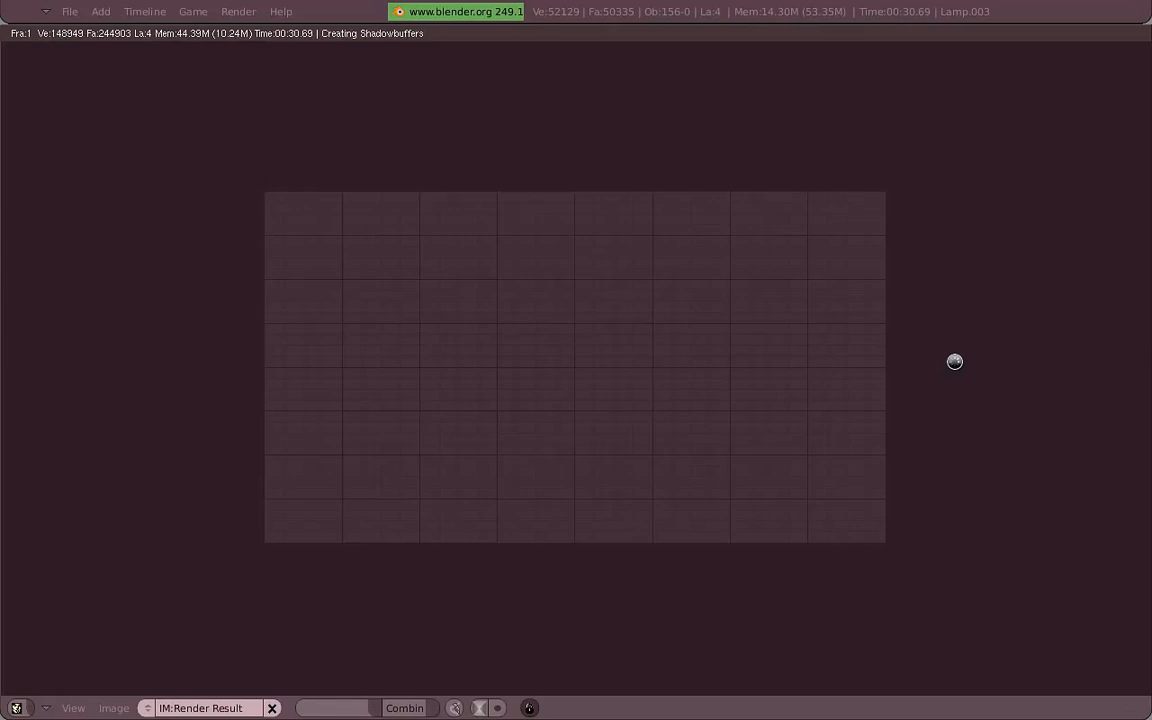 File Add Timeline Game Render Help www.blender.org 249.1 Ve:52129 | Fa:50335 | Ob:156-0 | La:4 | Mem:14.30M (53.35M) | Time:00:30.69 | Lamp.003
Fra:1 Ve:148949 Fa:244903 La:4 Mem:44.39M (10.24M) Time:00:30.69 | Creating Shadowbuffers
View Image IM:Render Result Combin